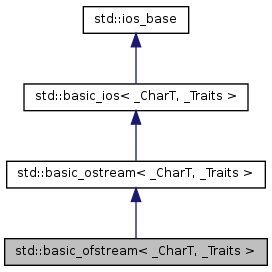 std::ios_base
std::basic_ios< _CharT, _Traits >
std::basic_ostream< _CharT, _Traits >
std::basic_ofstream< _CharT, _Traits >